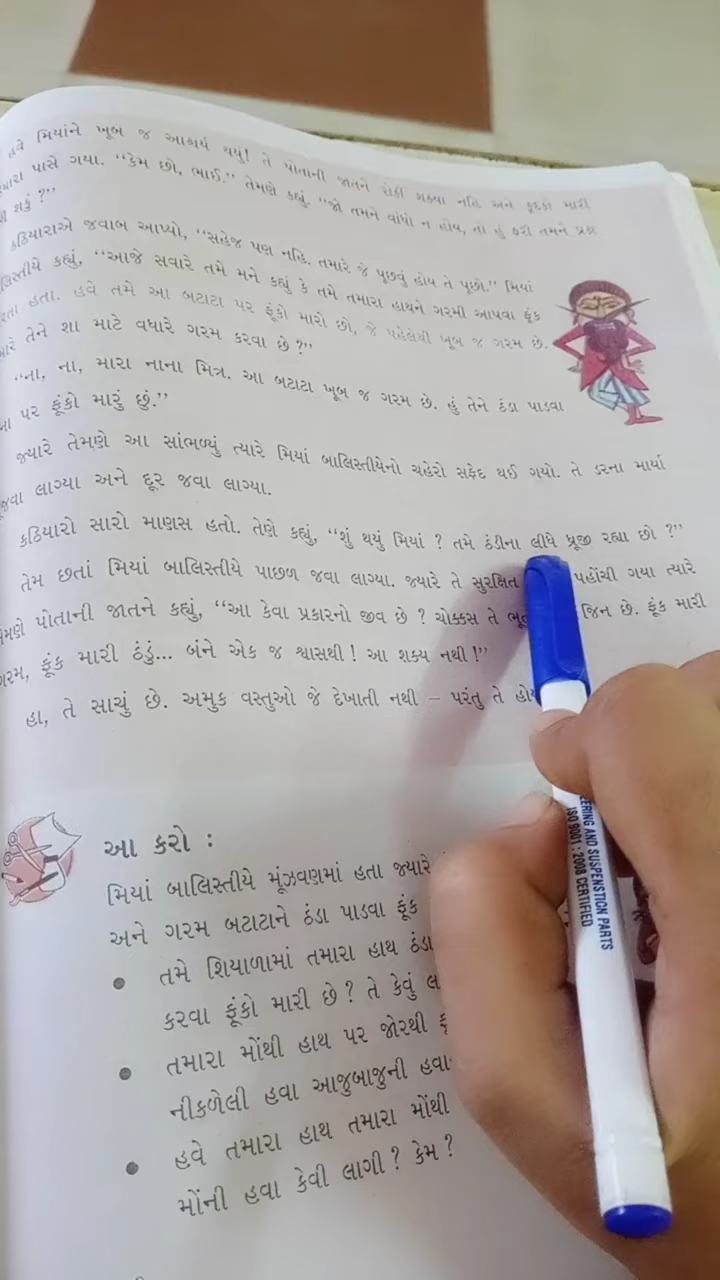 હવે મિયાંને ખૂબ જ આશ્ચર્ય થયું! તે પોતાની જાતને રોકી શક્યા નહિ અને કૂદકો મારી
પાસે ગયા. “કેમ છો, ભાઈ.” તેમણે કહ્યું. “જો તમને વાંધો ન હોય, તો હું ફરી તમને પ્રશ્ન
શકું ?”
કઠિયારાએ જવાબ આપ્યો, “સહેજ પણ નહિ. તમારે જે પૂછવું હોય તે પૂછો.” મિયાં
કહ્યું, “આજે સવારે તમે મને કહ્યું કે તમે તમારા હાથને ગરમી આપવા ફૂંક
હતા. હવે તમે આ બટાટા પર ફૂંકો મારો છો, જે પહેલેથી ખૂબ જ ગરમ છે.
તેને શા માટે વધારે ગરમ કરવા છે ?”
“ના, ના, મારા નાના મિત્ર. આ બટાટા ખૂબ જ ગરમ છે. હું તેને ઠંડા પાડવા
પર ફૂંકો મારું છું.”
જ્યારે તેમણે આ સાંભળ્યું ત્યારે મિયાં બાલિસ્તીયેનો ચહેરો સફેદ થઈ ગયો. તે ડરના માર્યા
લાગ્યા અને દૂર જવા લાગ્યા.
કઠિયારો સારો માણસ હતો. તેણે કહ્યું, “શું થયું મિયાં ? તમે ઠંડીના લીધે ધ્રૂજી રહ્યા છો ?”
તેમ છતાં મિયાં બાલિસ્તીયે પાછળ જવા લાગ્યા. જ્યારે તે સુરક્ષિત પહોંચી ગયા ત્યારે
પોતાની જાતને કહ્યું, “આ કેવા પ્રકારનો જીવ છે ? ચોક્કસ તે જિન છે. ફૂંક મારી
ફૂંક મારી ઠંડું... બંને એક જ શ્વાસથી ! આ શક્ય નથી !”
હા, તે સાચું છે. અમુક વસ્તુઓ જે દેખાતી નથી – પરંતુ તે
આ કરો :
મિયાં બાલિસ્તીયે મૂંઝવણમાં હતા જ્યારે
અને ગરમ બટાટાને ઠંડા પાડવા ફૂંક
• તમે શિયાળામાં તમારા હાથ ઠંડા
કરવા ફૂંકો મારી છે ? તે કેવું
• તમારા મોંથી હાથ પર જોરથી
નીકળેલી હવા આજુબાજુની હવા
• હવે તમારા હાથ તમારા મોંથી
મોંની હવા કેવી લાગી ? કેમ ?
EERING AND SUSPENSTION PARTS
ISO 9001 : 2008 CERTIFIED